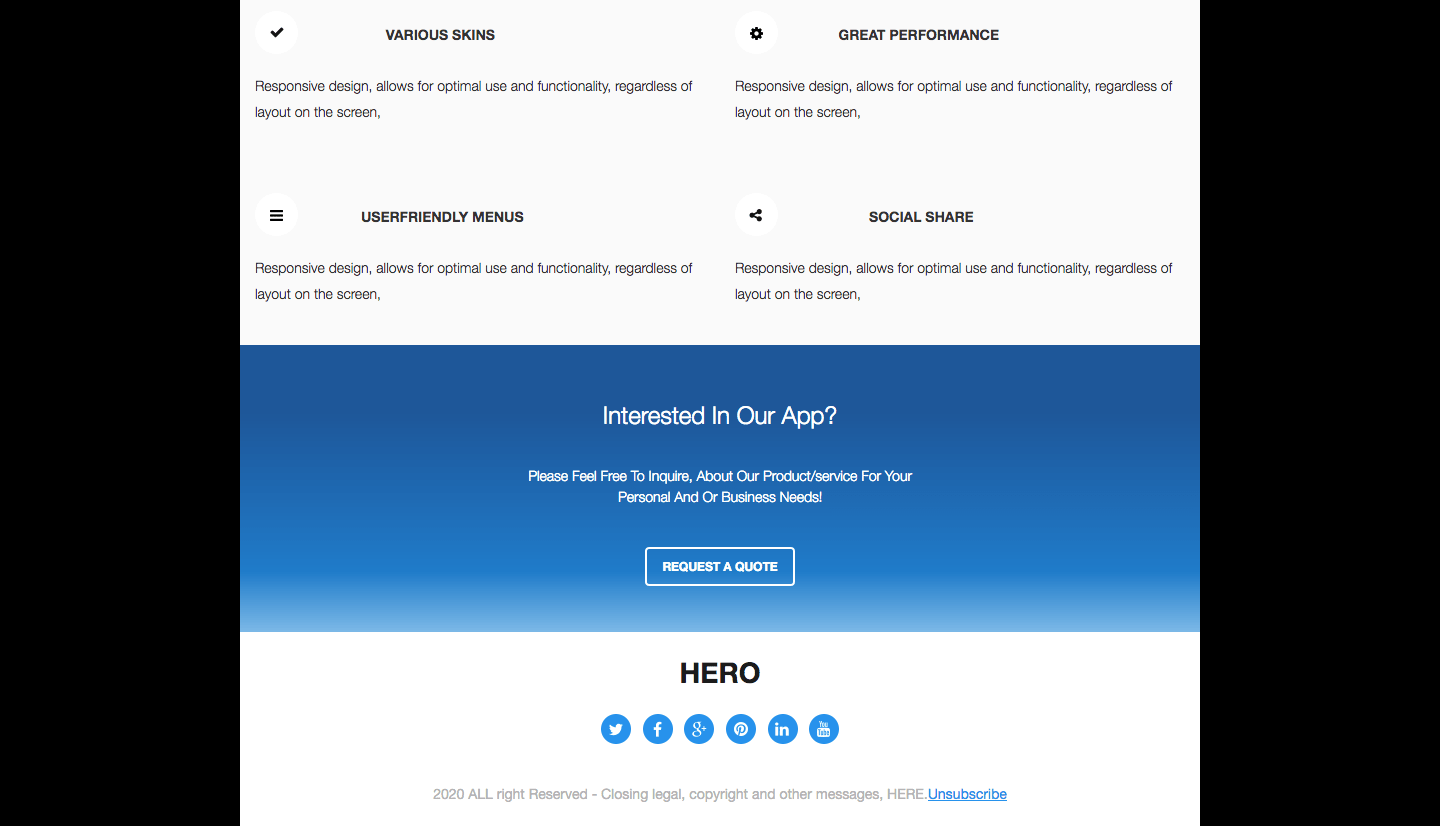 VARIOUS SKINS
Responsive design, allows for optimal use and functionality, regardless of
layout on the screen,
GREAT PERFORMANCE
Responsive design, allows for optimal use and functionality, regardless of
layout on the screen,
USERFRIENDLY MENUS
Responsive design, allows for optimal use and functionality, regardless of
layout on the screen,
SOCIAL SHARE
Responsive design, allows for optimal use and functionality, regardless of
layout on the screen,
Interested In Our App?
Please Feel Free To Inquire, About Our Product/service For Your
Personal And Or Business Needs!
REQUEST A QUOTE
HERO
You
Tube
2020 ALL right Reserved - Closing legal, copyright and other messages, HERE.Unsubscribe